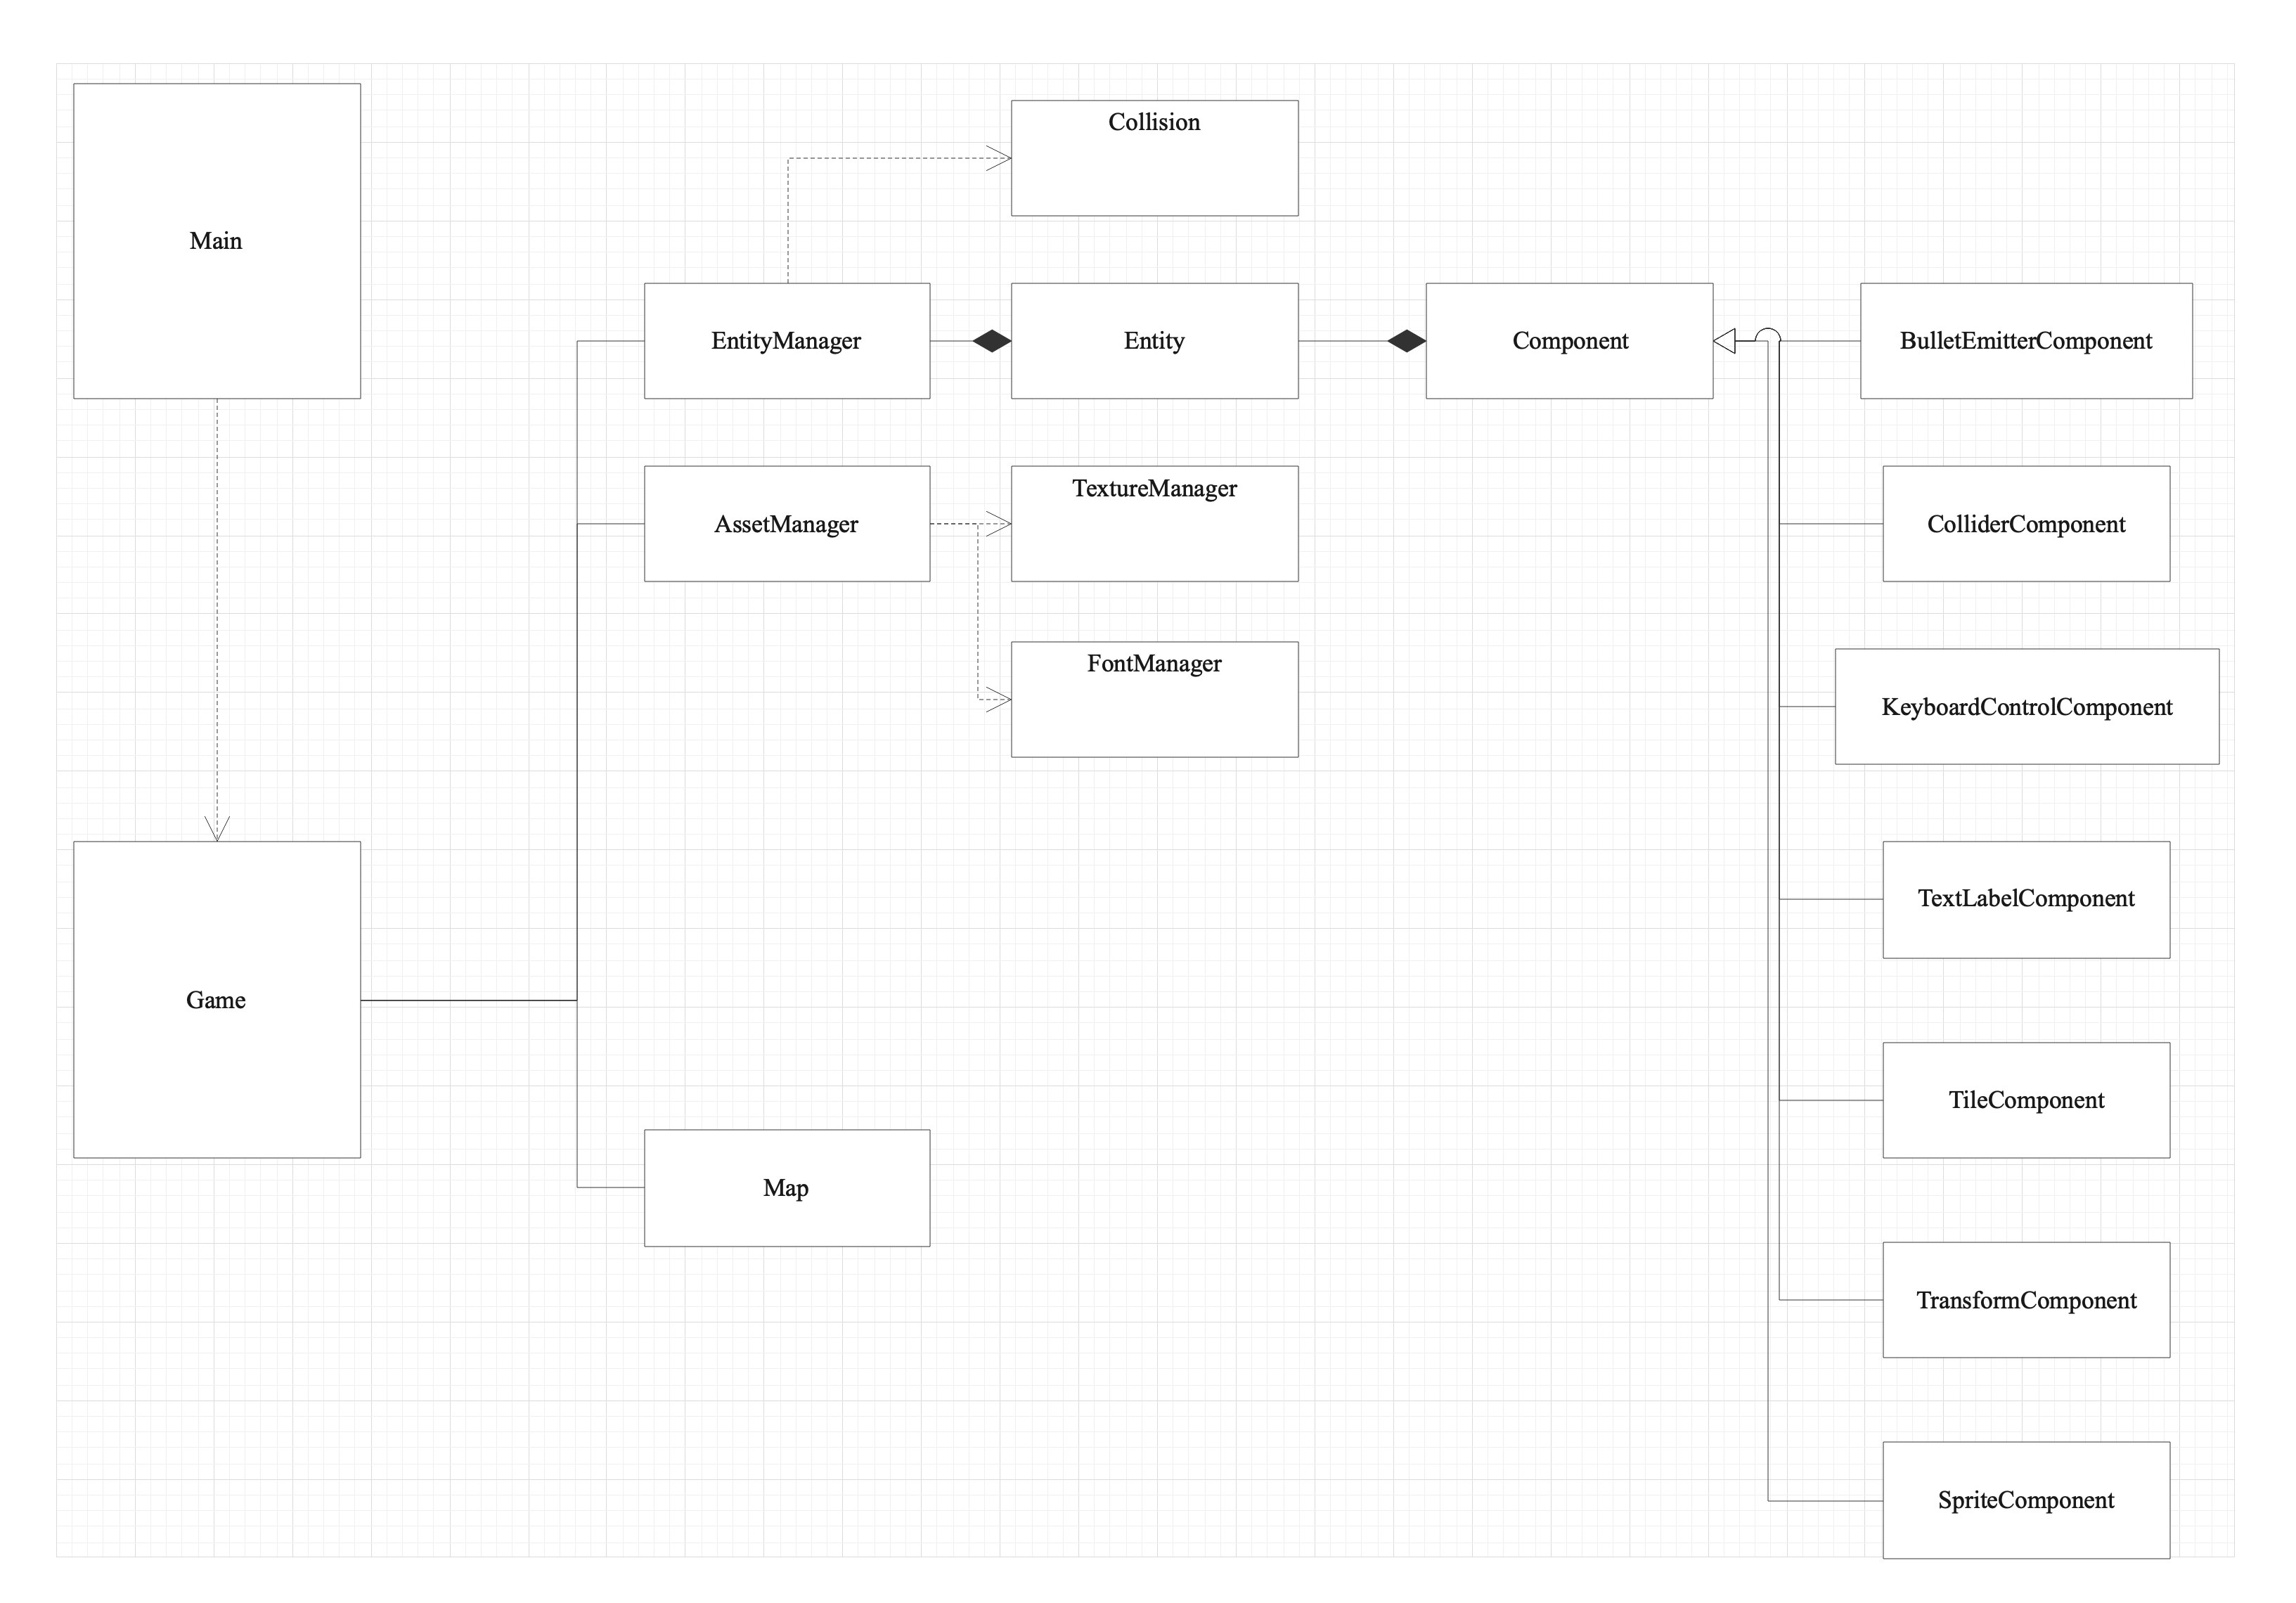 Main
Collision
EntityManager
Entity
Component
BulletEmitterComponent
AssetManager
TextureManager
ColliderComponent
FontManager
KeyboardControlComponent
TextLabelComponent
Game
TileComponent
Map
TransformComponent
SpriteComponent